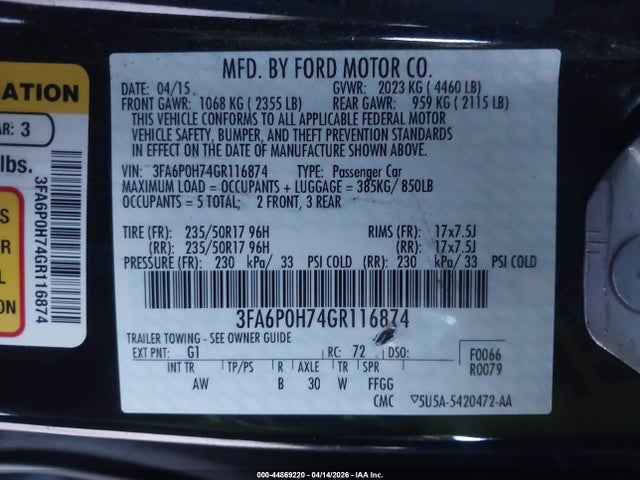 MFD. BY FORD MOTOR CO.
DATE: 04/15 GVWR: 2023 KG ( 4460 LB)
FRONT GAWR: 1068 KG ( 2355 LB) REAR GAWR: 959 KG ( 2115 LB)
THIS VEHICLE CONFORMS TO ALL APPLICABLE FEDERAL MOTOR
VEHICLE SAFETY, BUMPER, AND THEFT PREVENTION STANDARDS
IN EFFECT ON THE DATE OF MANUFACTURE SHOWN ABOVE.
VIN: 3FA6P0H74GR116874 TYPE: Passenger Car
MAXIMUM LOAD = OCCUPANTS + LUGGAGE = 385KG/ 850LB
OCCUPANTS = 5 TOTAL; 2 FRONT, 3 REAR
TIRE (FR): 235/50R17 96H RIMS (FR): 17x7.5J
(RR): 235/50R17 96H (RR): 17x7.5J
PRESSURE (FR): 230 kPa/ 33 PSI COLD (RR): 230 kPa/ 33 PSI COLD
3FA6P0H74GR116874
TRAILER TOWING - SEE OWNER GUIDE
EXT PNT: G1 RC: 72 DSO: F0066
R0079
INT TR TP/PS R AXLE TR SPR
AW B 30 W FFGG
CMC ▽5U5A-5420472-AA
ATION
AR: 3
lbs.
S
R
L
ON
3FA6P0H74GR116874
000-44869220 - 04/14/2026 - IAA Inc.